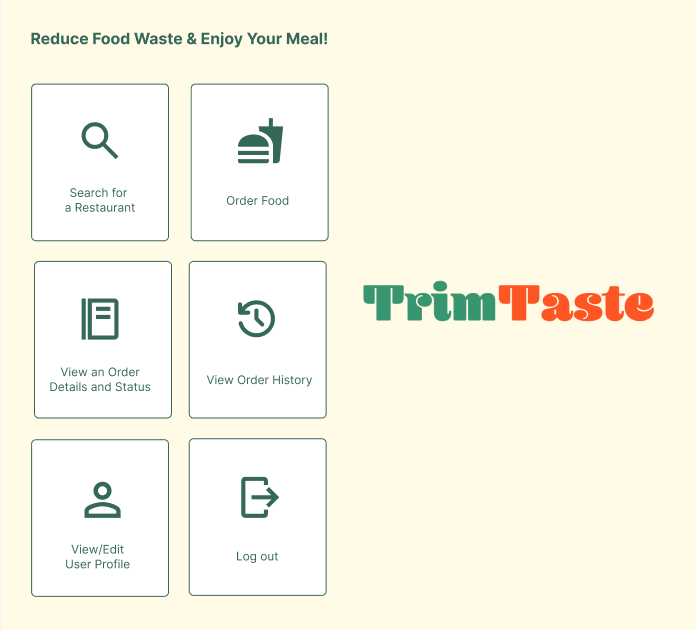 Reduce Food Waste & Enjoy Your Meal!
Search for
a Restaurant
Order Food
View an Order
Details and Status
View Order History
TrimTaste
View/Edit
User Profile
Log out